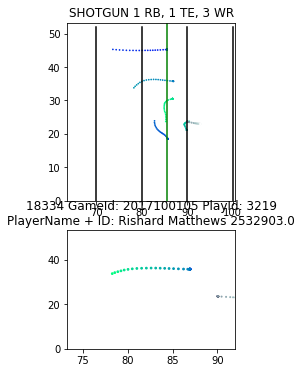 SHOTGUN 1 RB, 1 TE, 3 WR
50
40
30
20
10
0
70 80 90 100
18334 GameId: 2017100105 PlayId: 3219
PlayerName + ID: Rishard Matthews 2532903.0
40
20
0
75 80 85 90